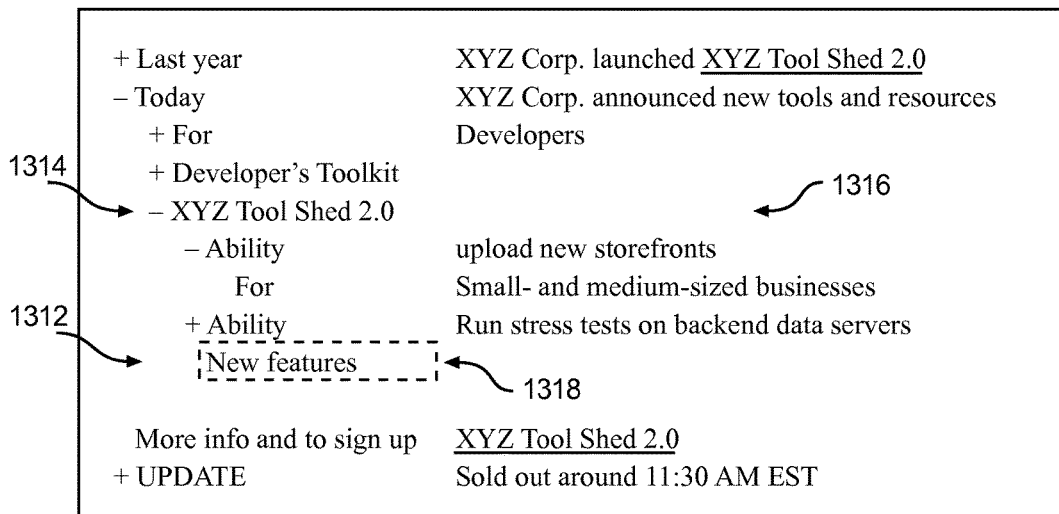 + Last year XYZ Corp. launched XYZ Tool Shed 2.0
– Today XYZ Corp. announced new tools and resources
+ For Developers
1314
+ Developer's Toolkit
1316
– XYZ Tool Shed 2.0
– Ability upload new storefronts
For Small- and medium-sized businesses
1312
+ Ability Run stress tests on backend data servers
New features
1318
More info and to sign up XYZ Tool Shed 2.0
+ UPDATE Sold out around 11:30 AM EST